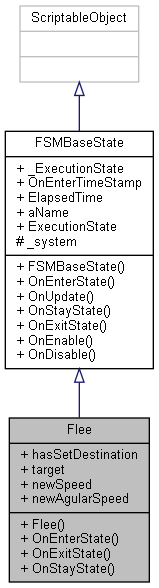 ScriptableObject
FSMBaseState
+ _ExecutionState
+ OnEnterTimeStamp
+ ElapsedTime
+ aName
+ ExecutionState
# _system
+ FSMBaseState()
+ OnEnterState()
+ OnUpdate()
+ OnStayState()
+ OnExitState()
+ OnEnable()
+ OnDisable()
Flee
+ hasSetDestination
+ target
+ newSpeed
+ newAgularSpeed
+ Flee()
+ OnEnterState()
+ OnExitState()
+ OnStayState()